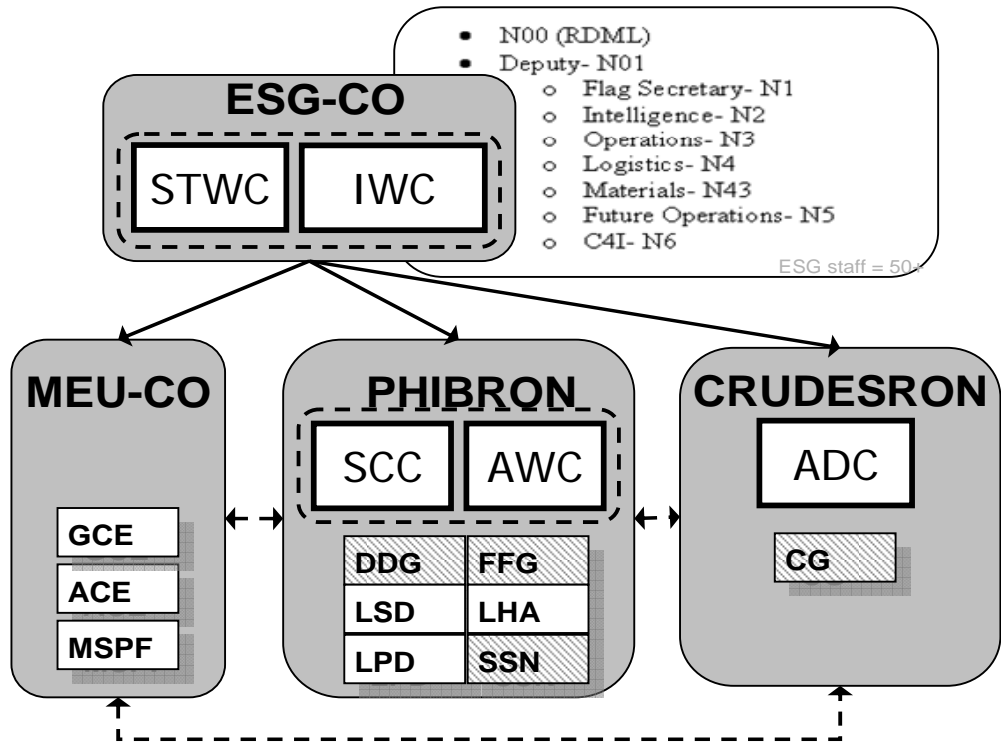 • N00 (RDML)
• Deputy- N01
o Flag Secretary- N1
o Intelligence- N2
o Operations- N3
o Logistics- N4
o Materials- N43
o Future Operations- N5
o C4I- N6
ESG staff = 50+
ESG-CO
STWC IWC
MEU-CO
GCE
ACE
MSPF
PHIBRON
SCC AWC
DDG FFG
LSD LHA
LPD SSN
CRUDESRON
ADC
CG